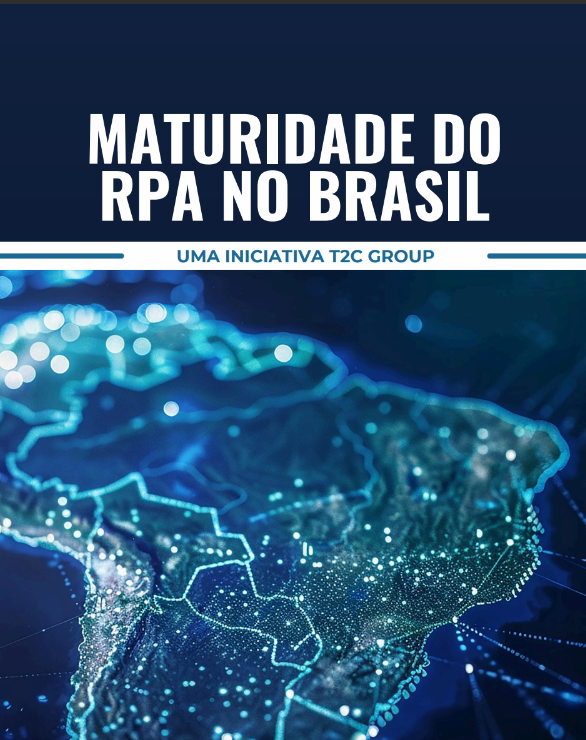 MATURIDADE DO
RPA NO BRASIL
UMA INICIATIVA T2C GROUP